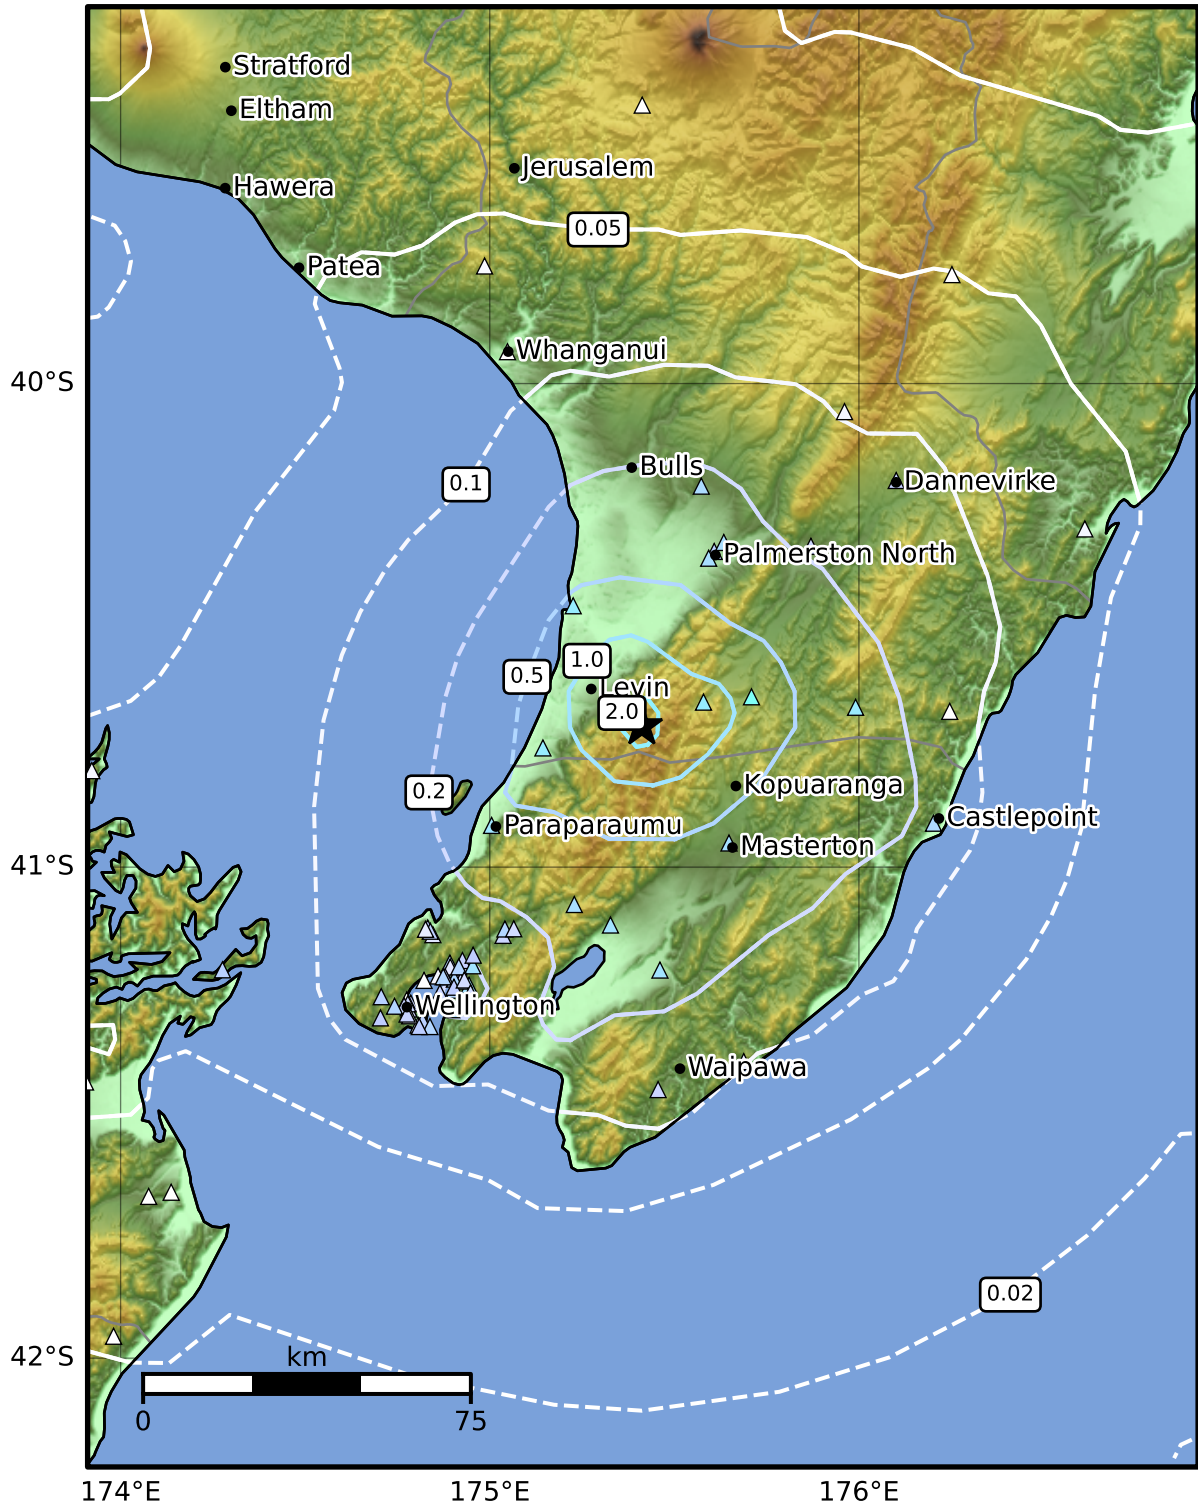 Stratford
Eltham
Jerusalem
Hawera
0.05
Patea
Whanganui
40°S
Bulls
0.1
Dannevirke
Palmerston North
1.0
0.5
Levin
2.0
Kopuaranga
0.2
Castlepoint
Paraparaumu
Masterton
41°S
Wellington
Waipawa
0.02
42°S
km
0
75
174°E
175°E
176°E